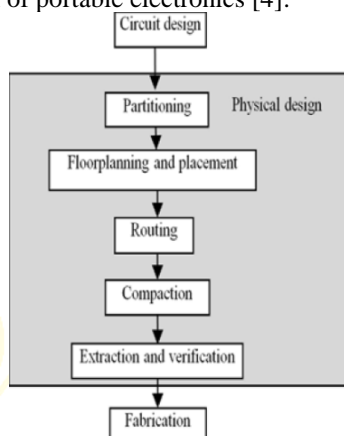 of portable electronics [4].
Circuit design
Partitioning
Physical design
Floorplanning and placement
Routing
Compaction
Extraction and verification
Fabrication